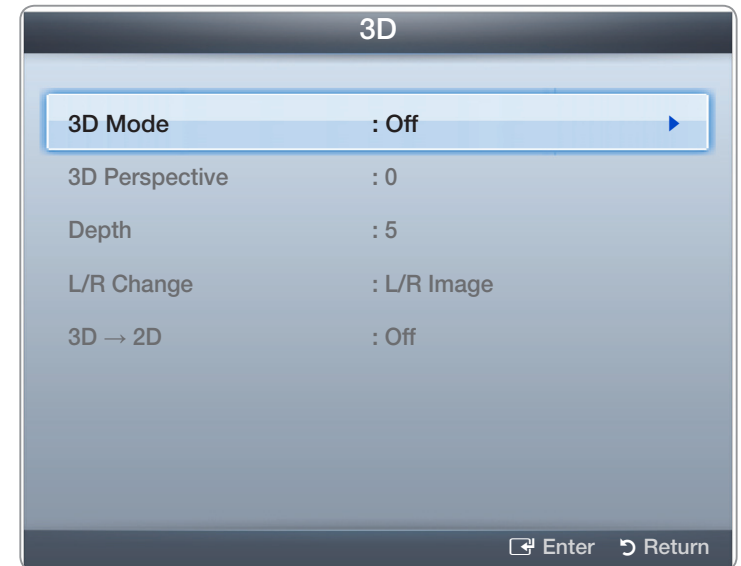 3D
3D Mode : Off
3D Perspective : 0
Depth : 5
L/R Change : L/R Image
3D → 2D : Off
Enter Return